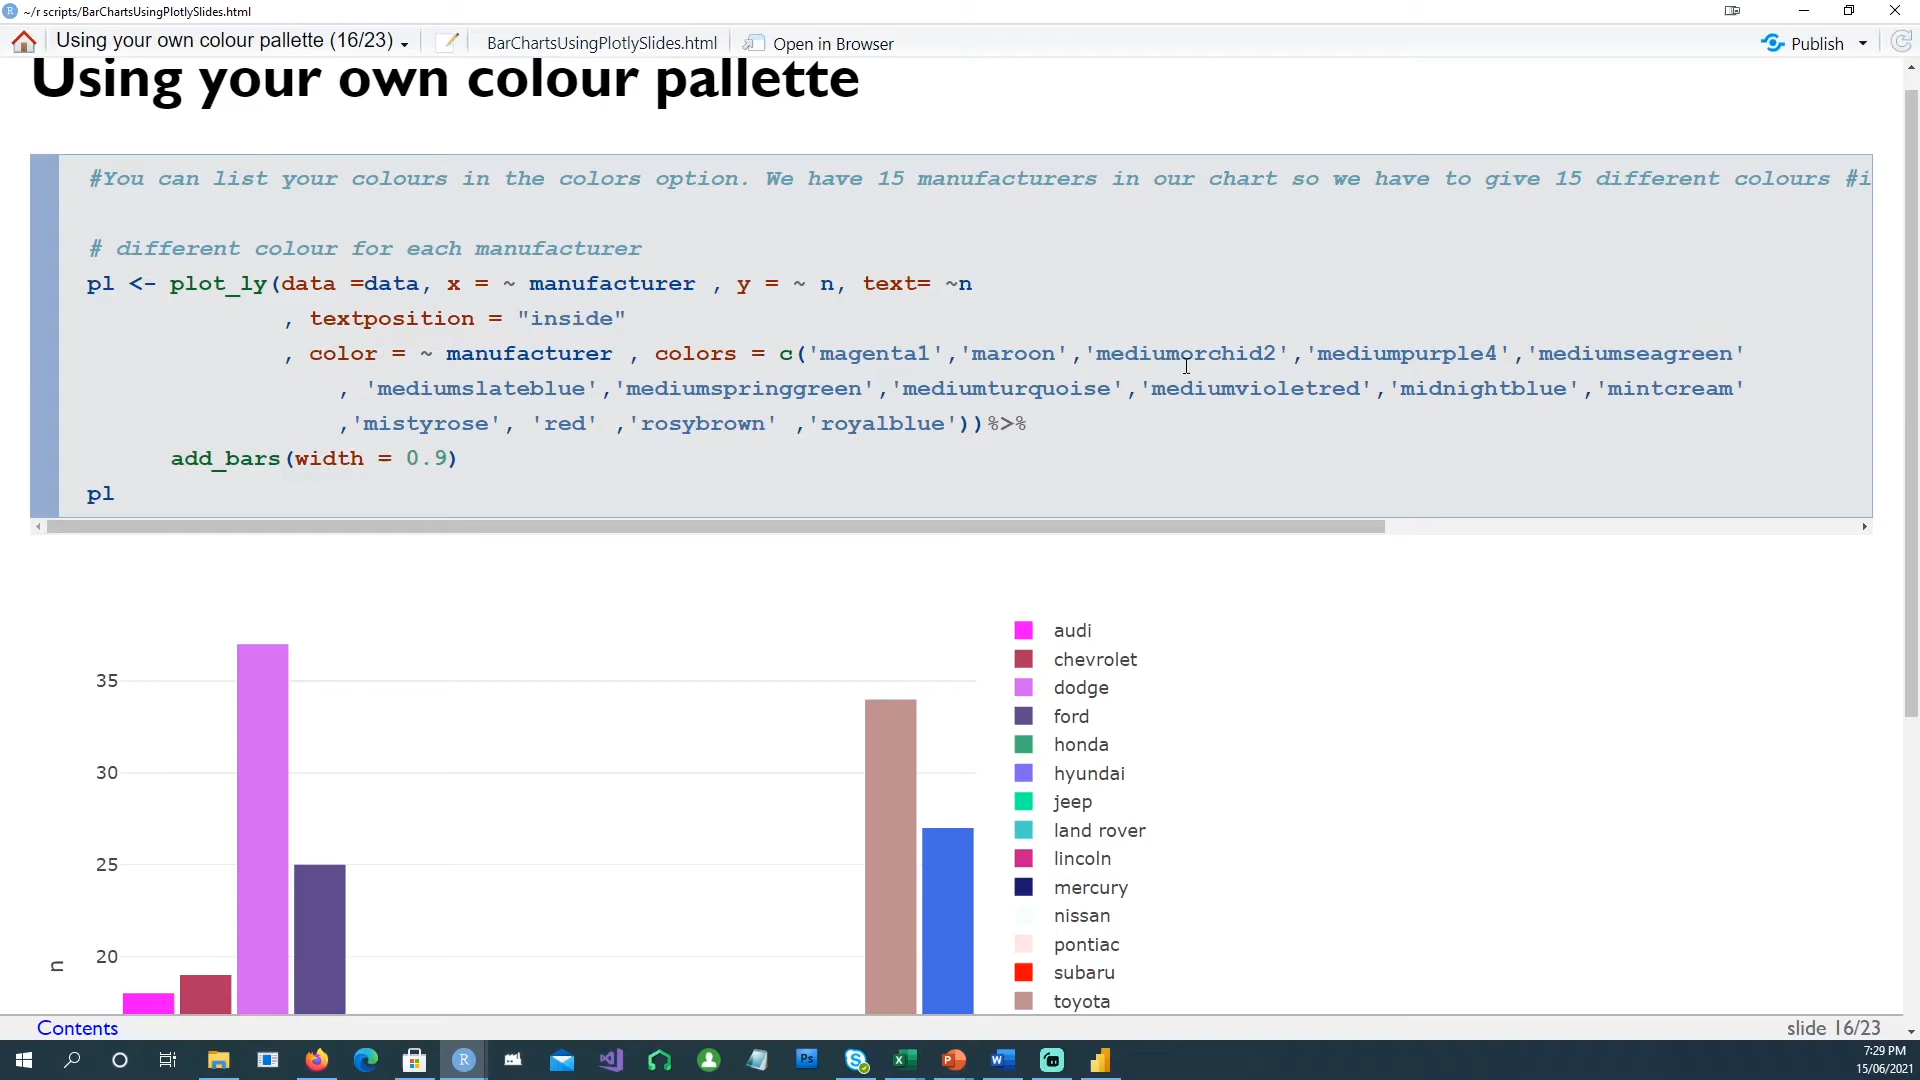 ~/r scripts/BarChartsUsingPlotlySlides.html
Using your own colour pallette (16/23)
BarChartsUsingPlotlySlides.html
Open in Browser
Publish
Using your own colour pallette
#You can list your colours in the colors option. We have 15 manufacturers in our chart so we have to give 15 different colours #i
# different colour for each manufacturer
pl <- plot_ly(data =data, x = ~ manufacturer , y = ~ n, text= ~n
, textposition = "inside"
, color = ~ manufacturer , colors = c('magenta1','maroon','mediumorchid2','mediumpurple4','mediumseagreen'
, 'mediumslateblue','mediumspringgreen','mediumturquoise','mediumvioletred','midnightblue','mintcream'
,'mistyrose', 'red' ,'rosybrown' ,'royalblue'))%>%
add_bars(width = 0.9)
pl
35
30
25
20
n
audi
chevrolet
dodge
ford
honda
hyundai
jeep
land rover
lincoln
mercury
nissan
pontiac
subaru
toyota
Contents
slide 16/23
7:29 PM
15/06/2021